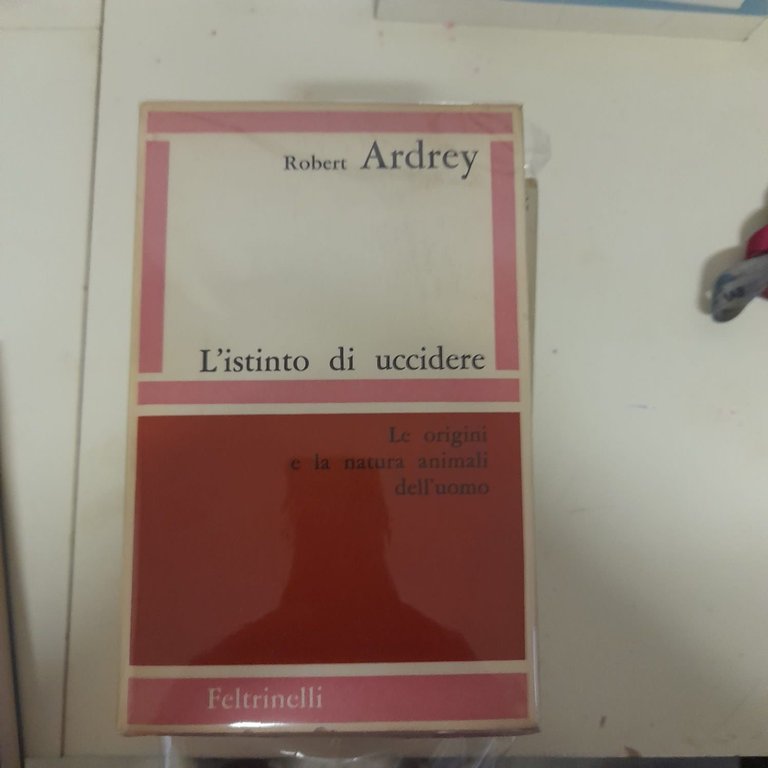 Robert Ardrey
L'istinto di uccidere
Le origini
e la natura animali
dell'uomo
Feltrinelli